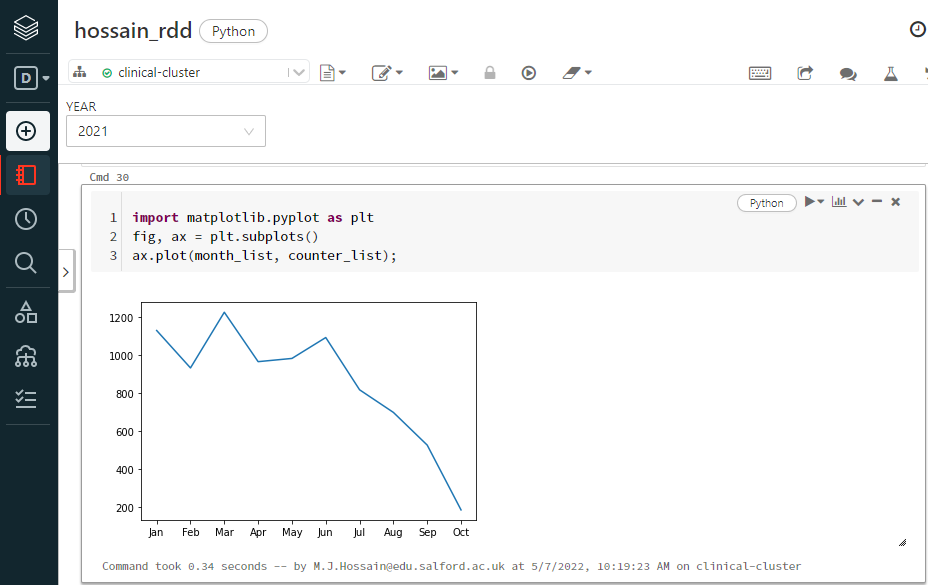 hossain_rdd Python
D
clinical-cluster
YEAR
2021
Cmd 30
Python
1 import matplotlib.pyplot as plt
2 fig, ax = plt.subplots()
3 ax.plot(month_list, counter_list);
1200
1000
800
600
400
200
Jan Feb Mar Apr May Jun Jul Aug Sep Oct
Command took 0.34 seconds -- by M.J.Hossain@edu.salford.ac.uk at 5/7/2022, 10:19:23 AM on clinical-cluster